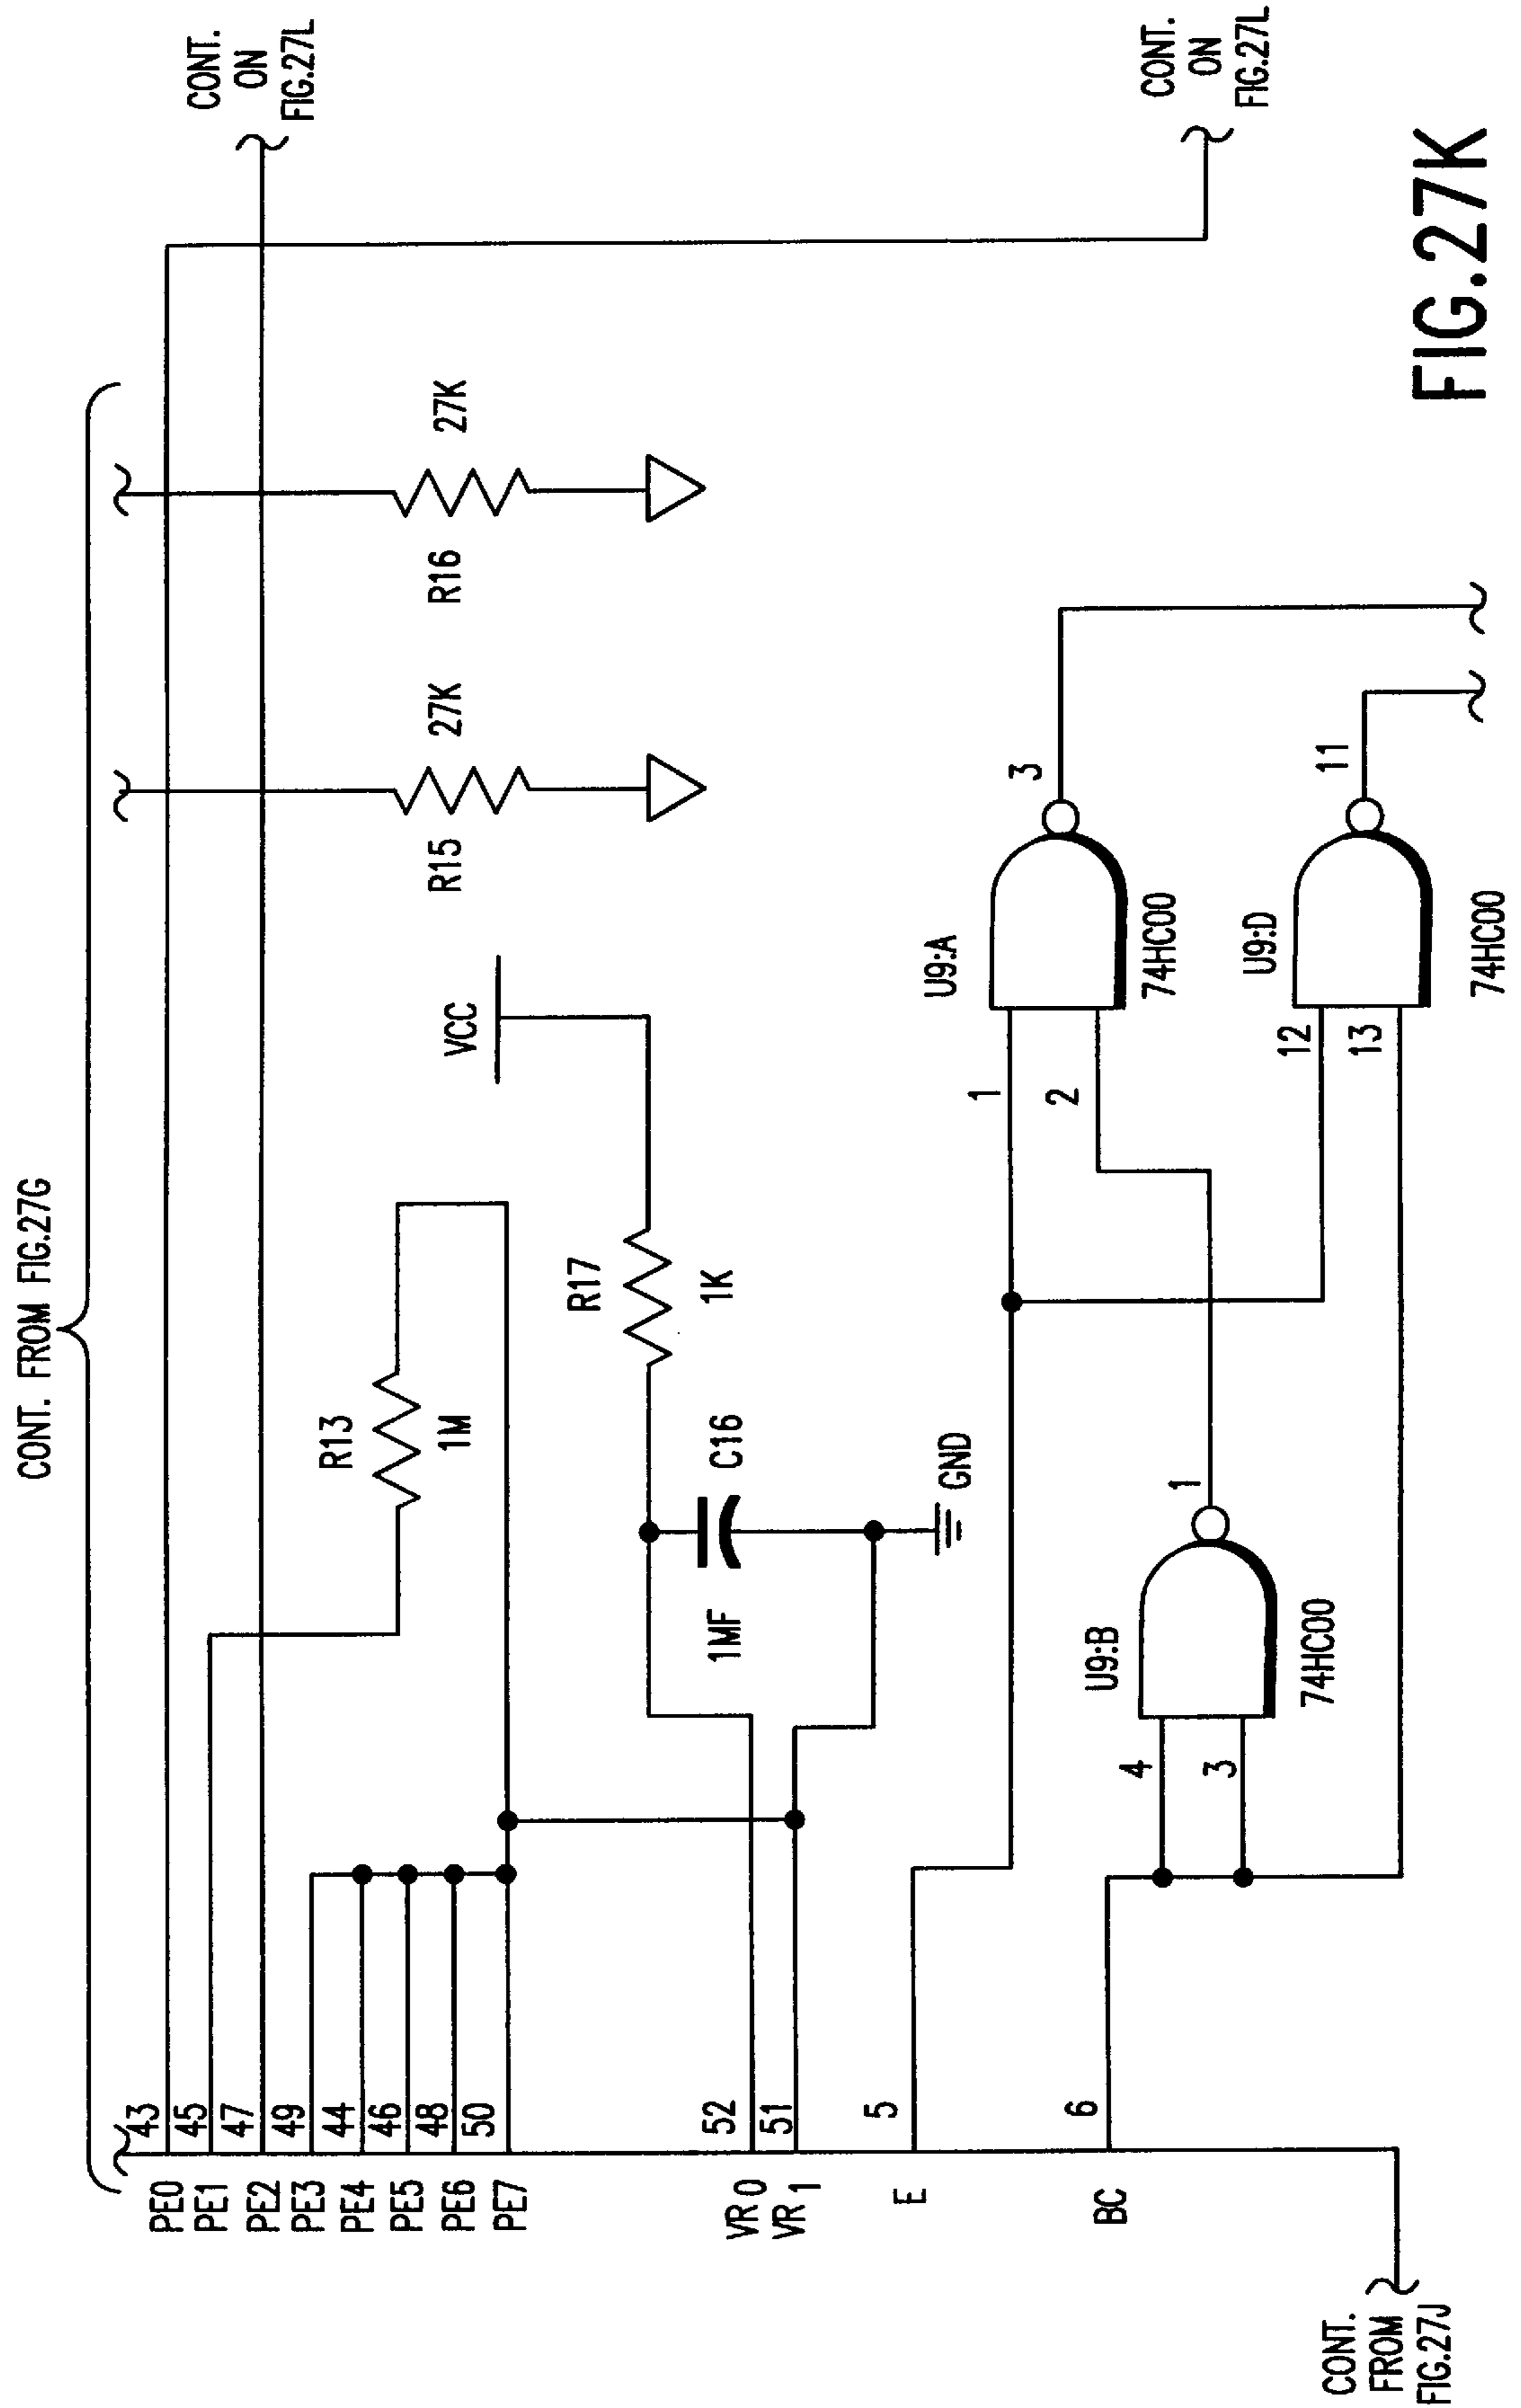 CONT. FROM FIG.27G
PE0
43
PE1
45
PE2
47
PE3
49
PE4
44
PE5
46
PE6
48
PE7
50
VR 0
52
VR 1
51
E
5
BC
6
CONT.
FROM
FIG.27J
R13
1M
R17
1K
VCC
1MF
C16
GND
R15
27K
R16
27K
CONT.
ON
FIG.27L
CONT.
ON
FIG.27L
U9:A
1
2
3
74HC00
U9:B
4
3
1
74HC00
U9:D
12
13
11
74HC00
FIG.27K